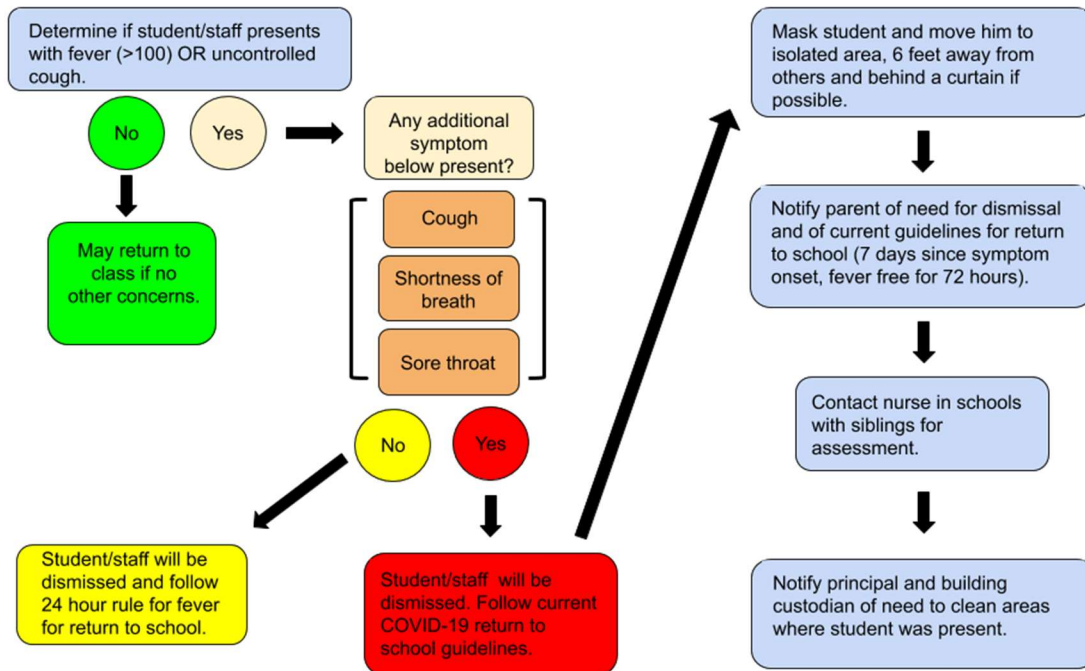 Determine if student/staff presents
with fever (>100) OR uncontrolled
cough.
No
Yes
May return to
class if no
other concerns.
Any additional
symptom
below present?
Cough
Shortness of
breath
Sore throat
No
Yes
Student/staff will be
dismissed and follow
24 hour rule for fever
for return to school.
Student/staff will be
dismissed. Follow current
COVID-19 return to
school guidelines.
Mask student and move him to
isolated area, 6 feet away from
others and behind a curtain if
possible.
Notify parent of need for dismissal
and of current guidelines for return
to school (7 days since symptom
onset, fever free for 72 hours).
Contact nurse in schools
with siblings for
assessment.
Notify principal and building
custodian of need to clean areas
where student was present.